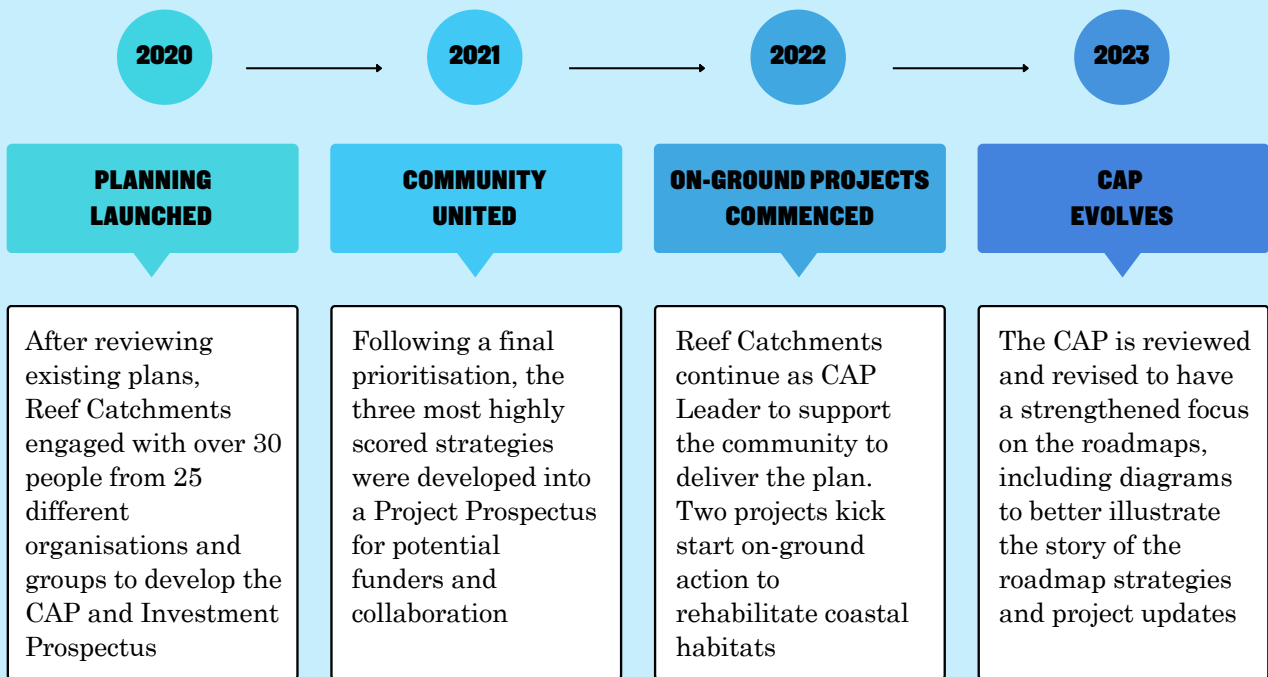 2020
2021
2022
2023
PLANNING
LAUNCHED
COMMUNITY
UNITED
ON-GROUND PROJECTS
COMMENCED
CAP
EVOLVES
After reviewing
existing plans,
Reef Catchments
engaged with over 30
people from 25
different
organisations and
groups to develop the
CAP and Investment
Prospectus
Following a final
prioritisation, the
three most highly
scored strategies
were developed into
a Project Prospectus
for potential
funders and
collaboration
Reef Catchments
continue as CAP
Leader to support
the community to
deliver the plan.
Two projects kick
start on-ground
action to
rehabilitate coastal
habitats
The CAP is reviewed
and revised to have
a strengthened focus
on the roadmaps,
including diagrams
to better illustrate
the story of the
roadmap strategies
and project updates